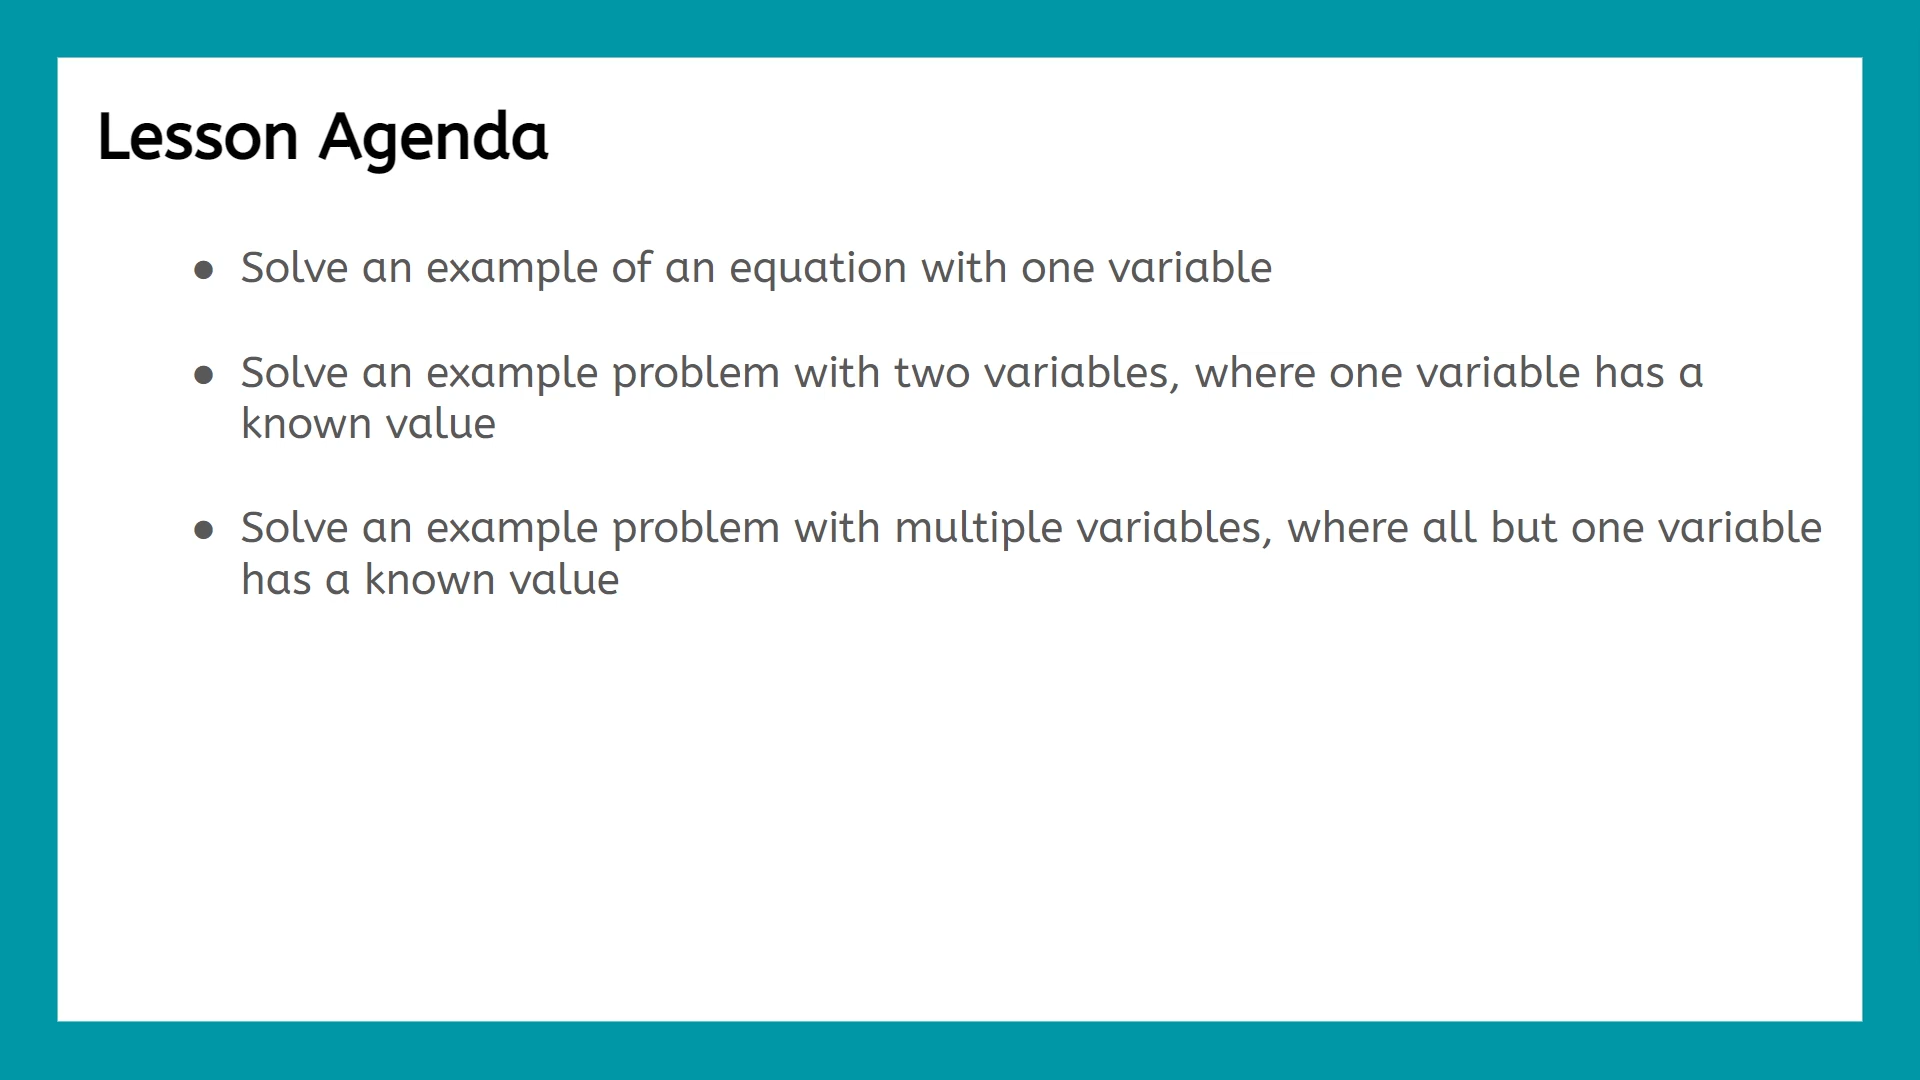 Lesson Agenda
● Solve an example of an equation with one variable
● Solve an example problem with two variables, where one variable has a
known value
● Solve an example problem with multiple variables, where all but one variable
has a known value